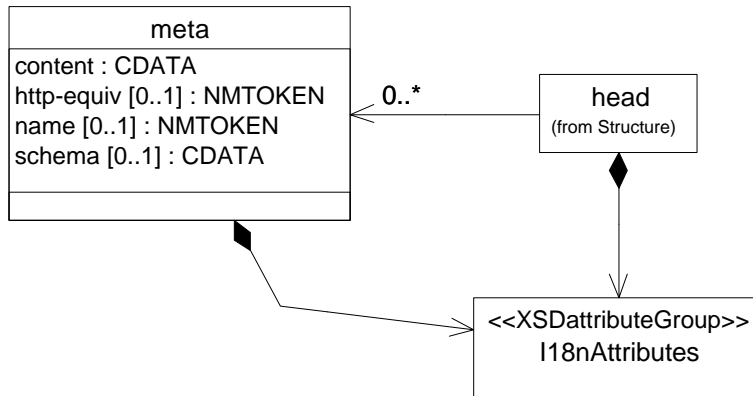 meta
content : CDATA
http-equiv [0..1] : NMTOKEN
name [0..1] : NMTOKEN
schema [0..1] : CDATA
0..*
head
(from Structure)
<<XSDattributeGroup>>
I18nAttributes